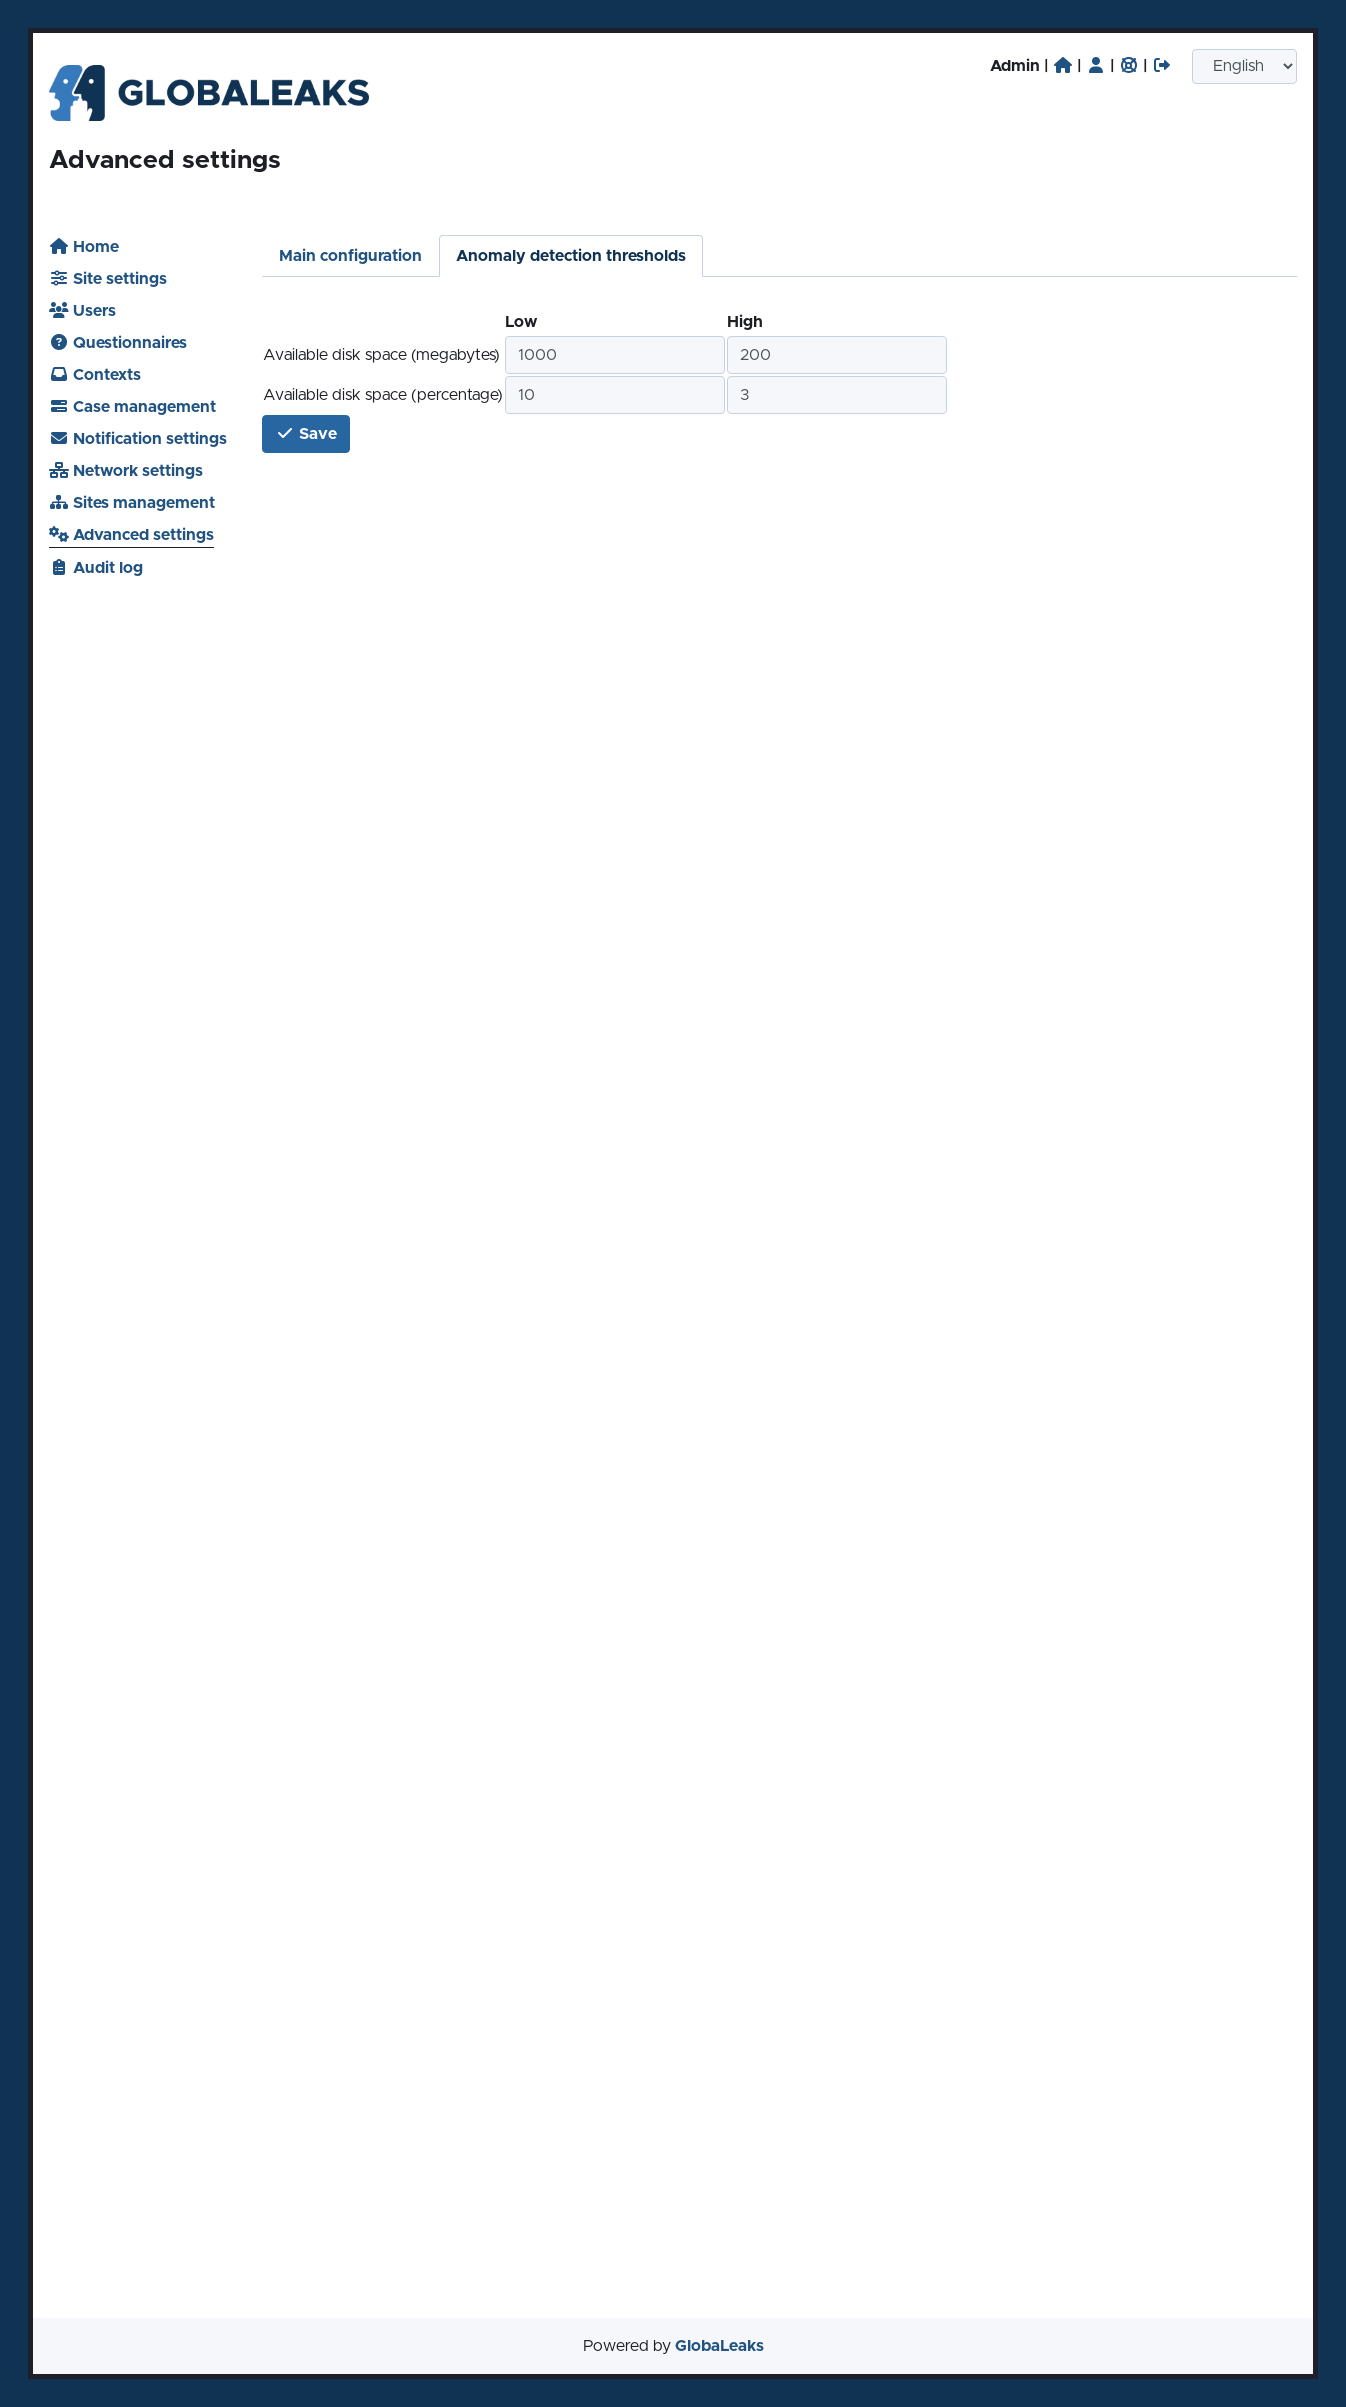 GLOBALEAKS
Admin | | | |
English
Advanced settings
Home
Site settings
Users
Questionnaires
Contexts
Case management
Notification settings
Network settings
Sites management
Advanced settings
Audit log
Main configuration
Anomaly detection thresholds
Low High
Available disk space (megabytes) 1000 200
Available disk space (percentage) 10 3
Save
Powered by GlobaLeaks